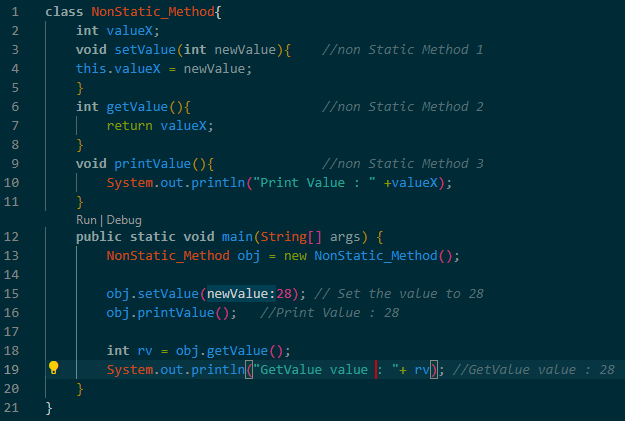 1 class NonStatic_Method{
2 int valueX;
3 void setValue(int newValue){ //non Static Method 1
4 this.valueX = newValue;
5 }
6 int getValue(){ //non Static Method 2
7 return valueX;
8 }
9 void printValue(){ //non Static Method 3
10 System.out.println("Print Value : " +valueX);
11 }
Run | Debug
12 public static void main(String[] args) {
13 NonStatic_Method obj = new NonStatic_Method();
14
15 obj.setValue(newValue:28); // Set the value to 28
16 obj.printValue(); //Print Value : 28
17
18 int rv = obj.getValue();
19 System.out.println("GetValue value : "+ rv); //GetValue value : 28
20 }
21 }